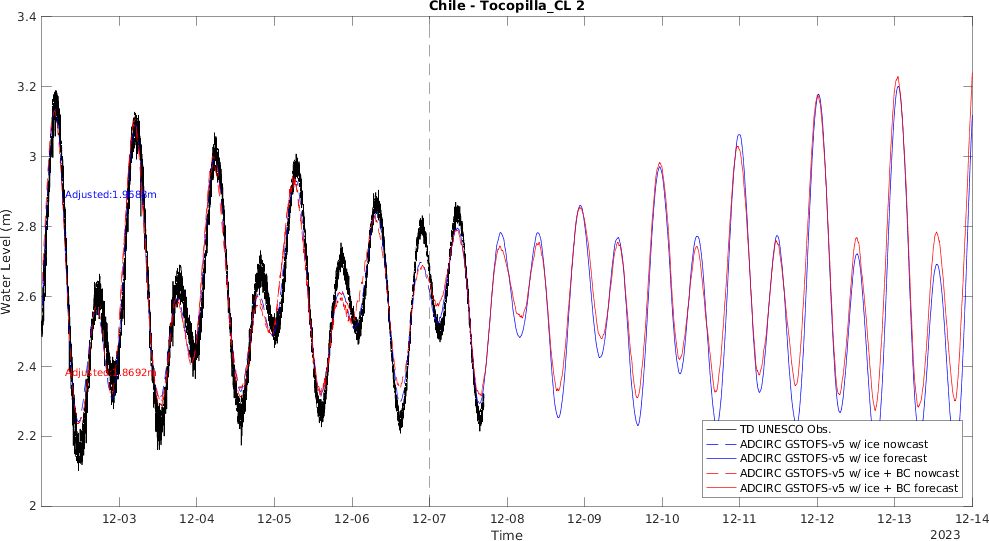 Chile - Tocopilla_CL 2
3.4
3.2
3
2.8
2.6
2.4
2.2
2
Water Level (m)
Adjusted:1.9688m
Adjusted:1.8692m
TD UNESCO Obs.
ADCIRC GSTOFS-v5 w/ ice nowcast
ADCIRC GSTOFS-v5 w/ ice forecast
ADCIRC GSTOFS-v5 w/ ice + BC nowcast
ADCIRC GSTOFS-v5 w/ ice + BC forecast
12-03 12-04 12-05 12-06 12-07 12-08 12-09 12-10 12-11 12-12 12-13 12-14
Time
2023